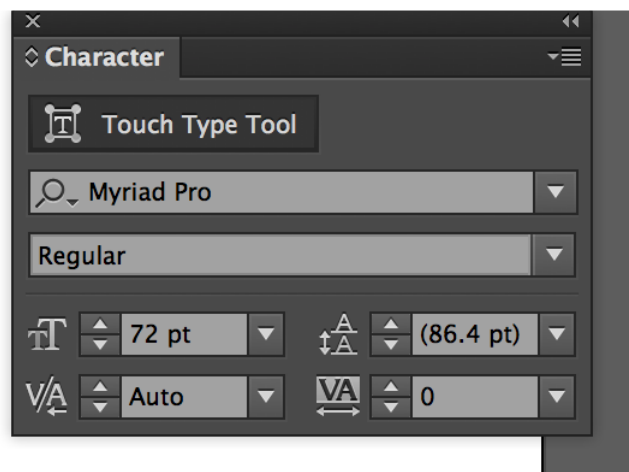 Character
Touch Type Tool
Myriad Pro
Regular
72 pt (86.4 pt)
Auto 0